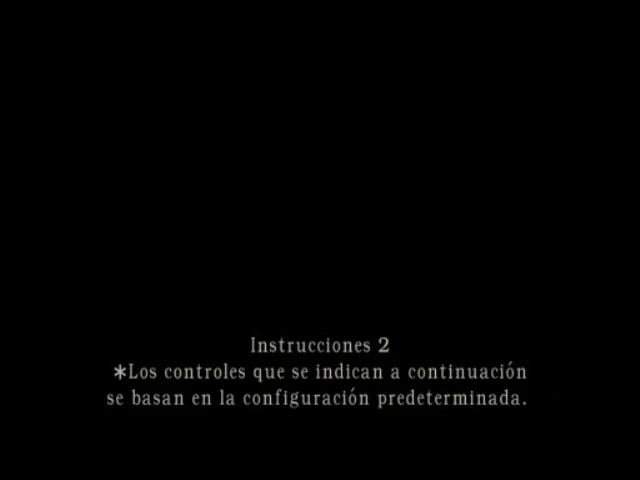 Instrucciones 2
*Los controles que se indican a continuación
se basan en la configuración predeterminada.